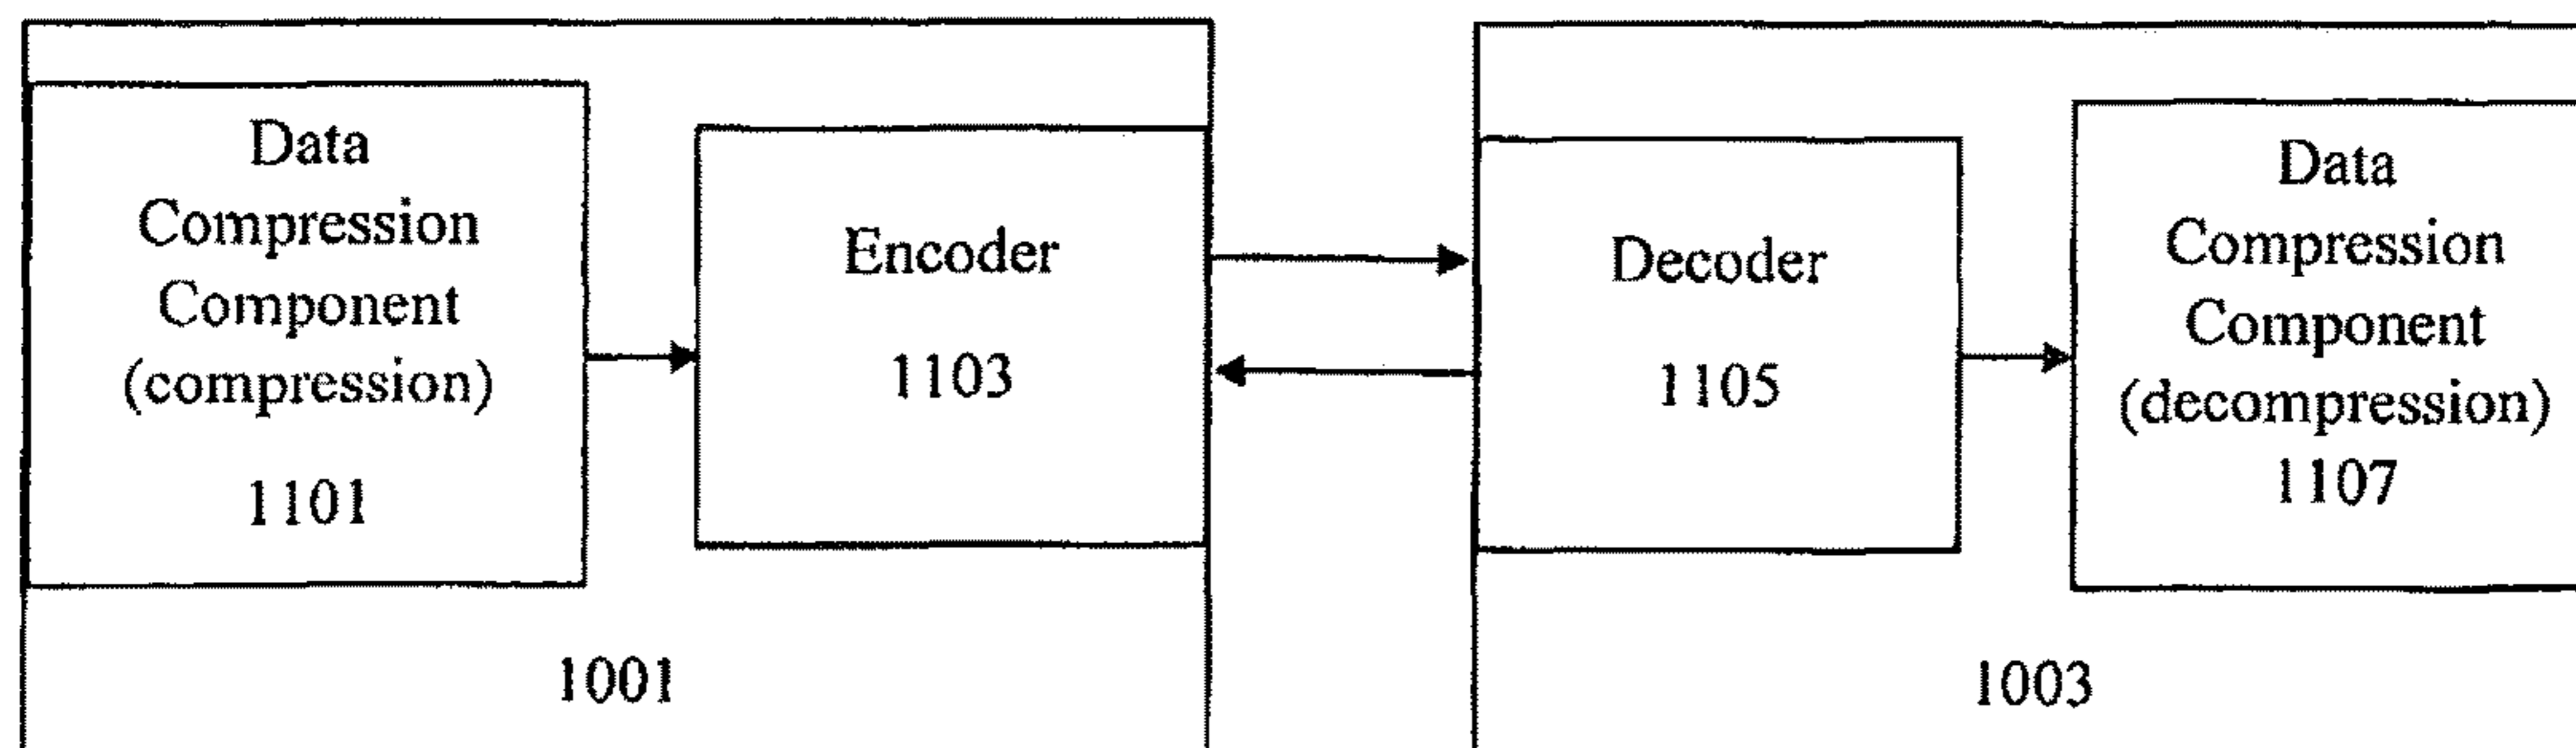 Data
Compression
Component
(compression)
1101
Encoder
1103
Decoder
1105
Data
Compression
Component
(decompression)
1107
1001
1003